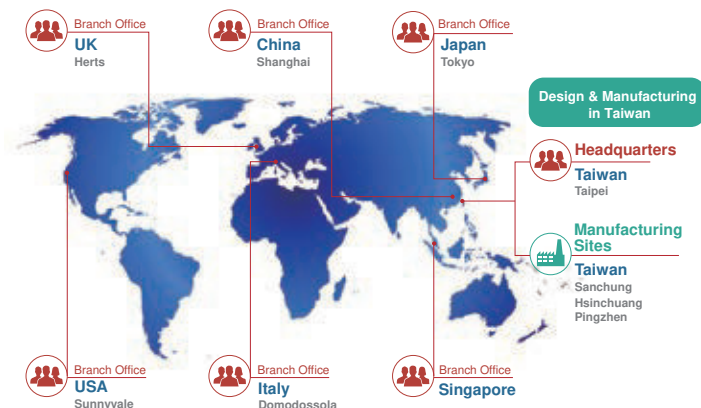 Branch Office
UK
Herts
Branch Office
China
Shanghai
Branch Office
Japan
Tokyo
Design & Manufacturing
in Taiwan
Headquarters
Taiwan
Taipei
Manufacturing
Sites
Taiwan
Sanchung
Hsinchuang
Pingzhen
Branch Office
USA
Sunnyvale
Branch Office
Italy
Domodossola
Branch Office
Singapore